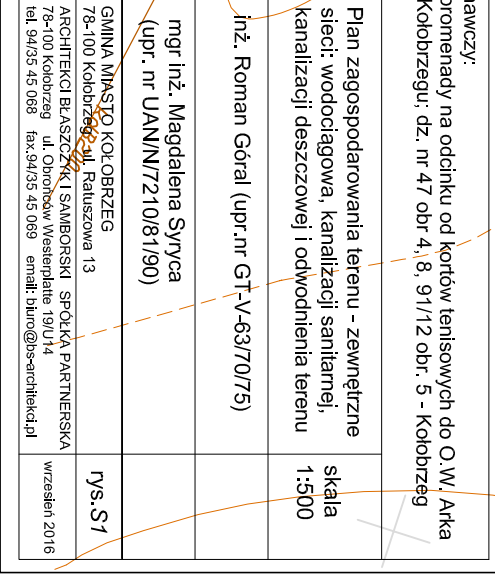 nawczy:
promenady na odcinku od kortów tenisowych do O.W. Arka
Kołobrzegu; dz. nr 47 obr 4, 8, 91/12 obr. 5 - Kołobrzeg
Plan zagospodarowania terenu - zewnętrzne
sieci: wodociągowa, kanalizacji sanitarnej,
kanalizacji deszczowej i odwodnienia terenu
skala
1:500
inż. Roman Góral (upr.nr GT-V-63/70/75)
mgr inż. Magdalena Syryca
(upr. nr UAN/N/7210/81/90)
GMINA MIASTO KOŁOBRZEG
78-100 Kołobrzeg ul. Ratuszowa 13
rys.S1
ARCHITEKCI BŁASZCZYK I SAMBORSKI SPÓŁKA PARTNERSKA
78-100 Kołobrzeg ul. Obrońców Westerplatte 19/U14
tel. 94/35 45 068 fax.94/35 45 069 email: biuro@bs-architekci.pl
wrzesień 2016